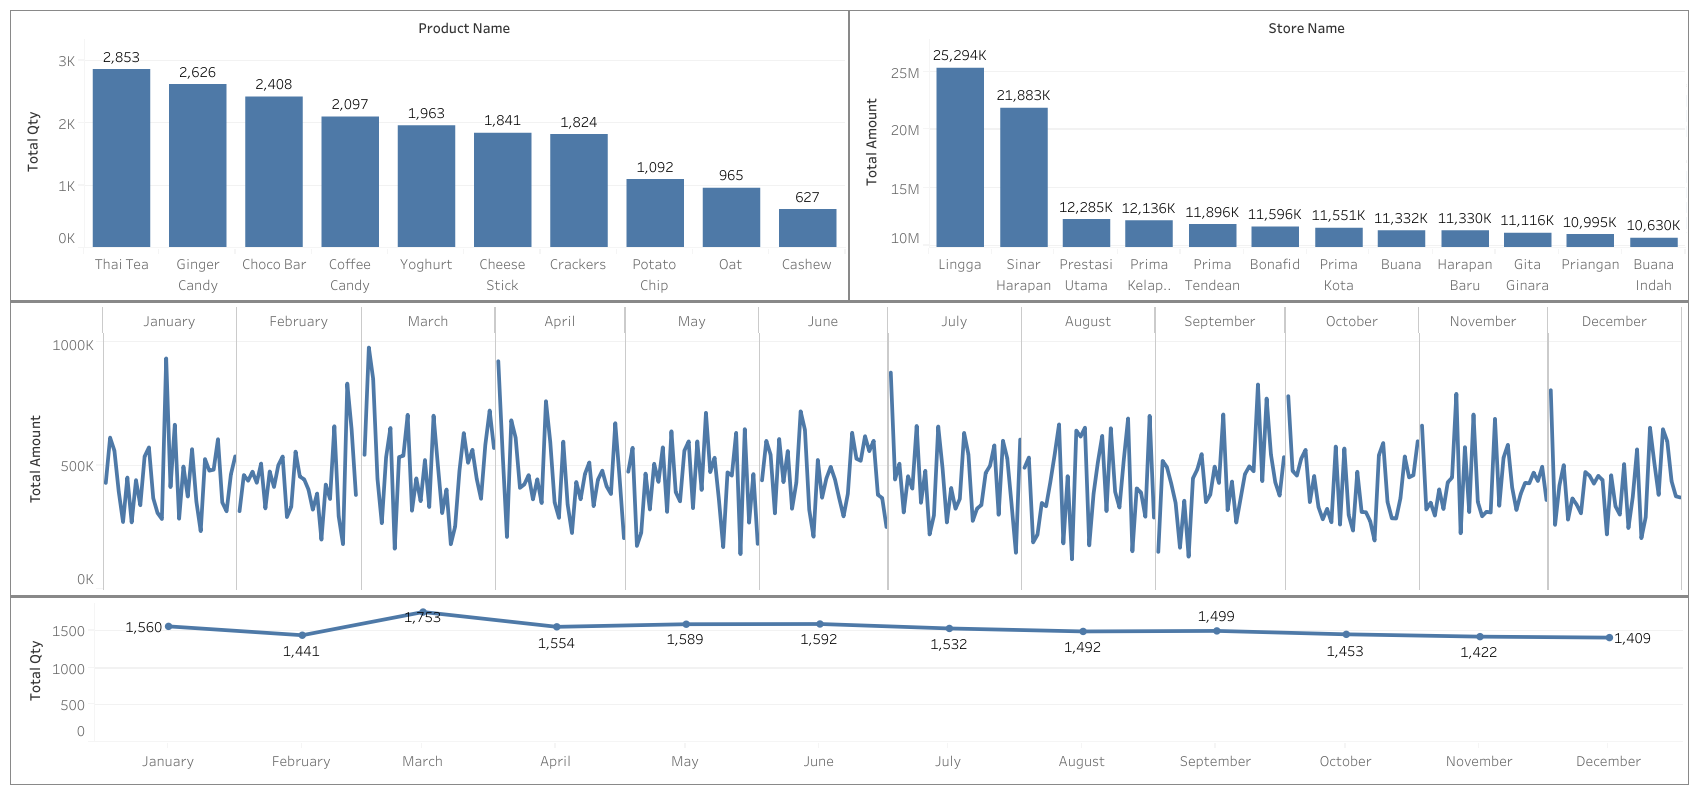 Product Name
Total Qty
3K
2K
1K
0K
2,853
2,626
2,408
2,097
1,963
1,841
1,824
1,092
965
627
Thai Tea
Ginger
Candy
Choco Bar
Coffee
Candy
Yoghurt
Cheese
Stick
Crackers
Potato
Chip
Oat
Cashew
Store Name
Total Amount
25M
20M
15M
10M
25,294K
21,883K
12,285K
12,136K
11,896K
11,596K
11,551K
11,332K
11,330K
11,116K
10,995K
10,630K
Lingga
Sinar
Harapan
Prestasi
Utama
Prima
Kelap..
Prima
Tendean
Bonafid
Prima
Kota
Buana
Harapan
Baru
Gita
Ginara
Priangan
Buana
Indah
January February March April May June July August September October November December
Total Amount
1000K
500K
0K
Total Qty
1500
1000
500
0
1,560
1,441
1,753
1,554
1,589
1,592
1,532
1,492
1,499
1,453
1,422
1,409
January February March April May June July August September October November December